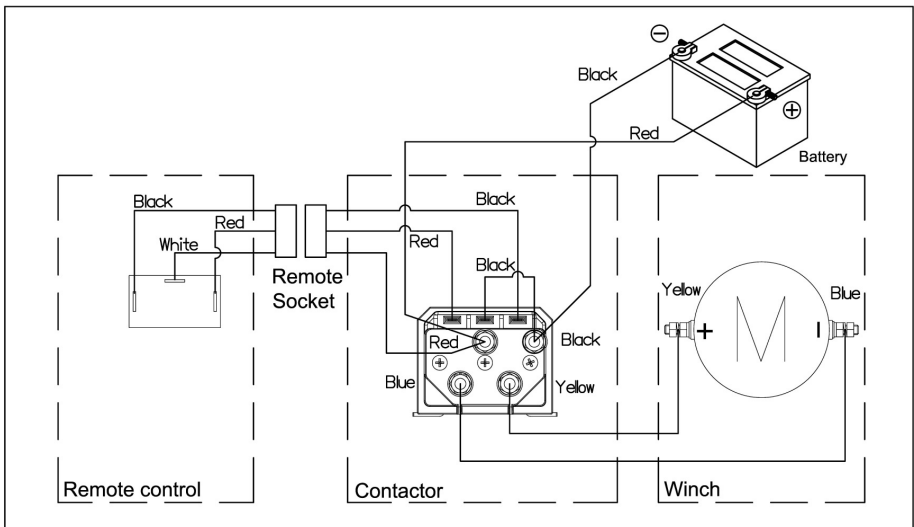 −
Black
+
Red
Battery
Black
Red
White
Remote
Socket
Black
Red
Black
Red
Black
Blue
Yellow
Yellow
Blue
+
M
−
Remote control
Contactor
Winch